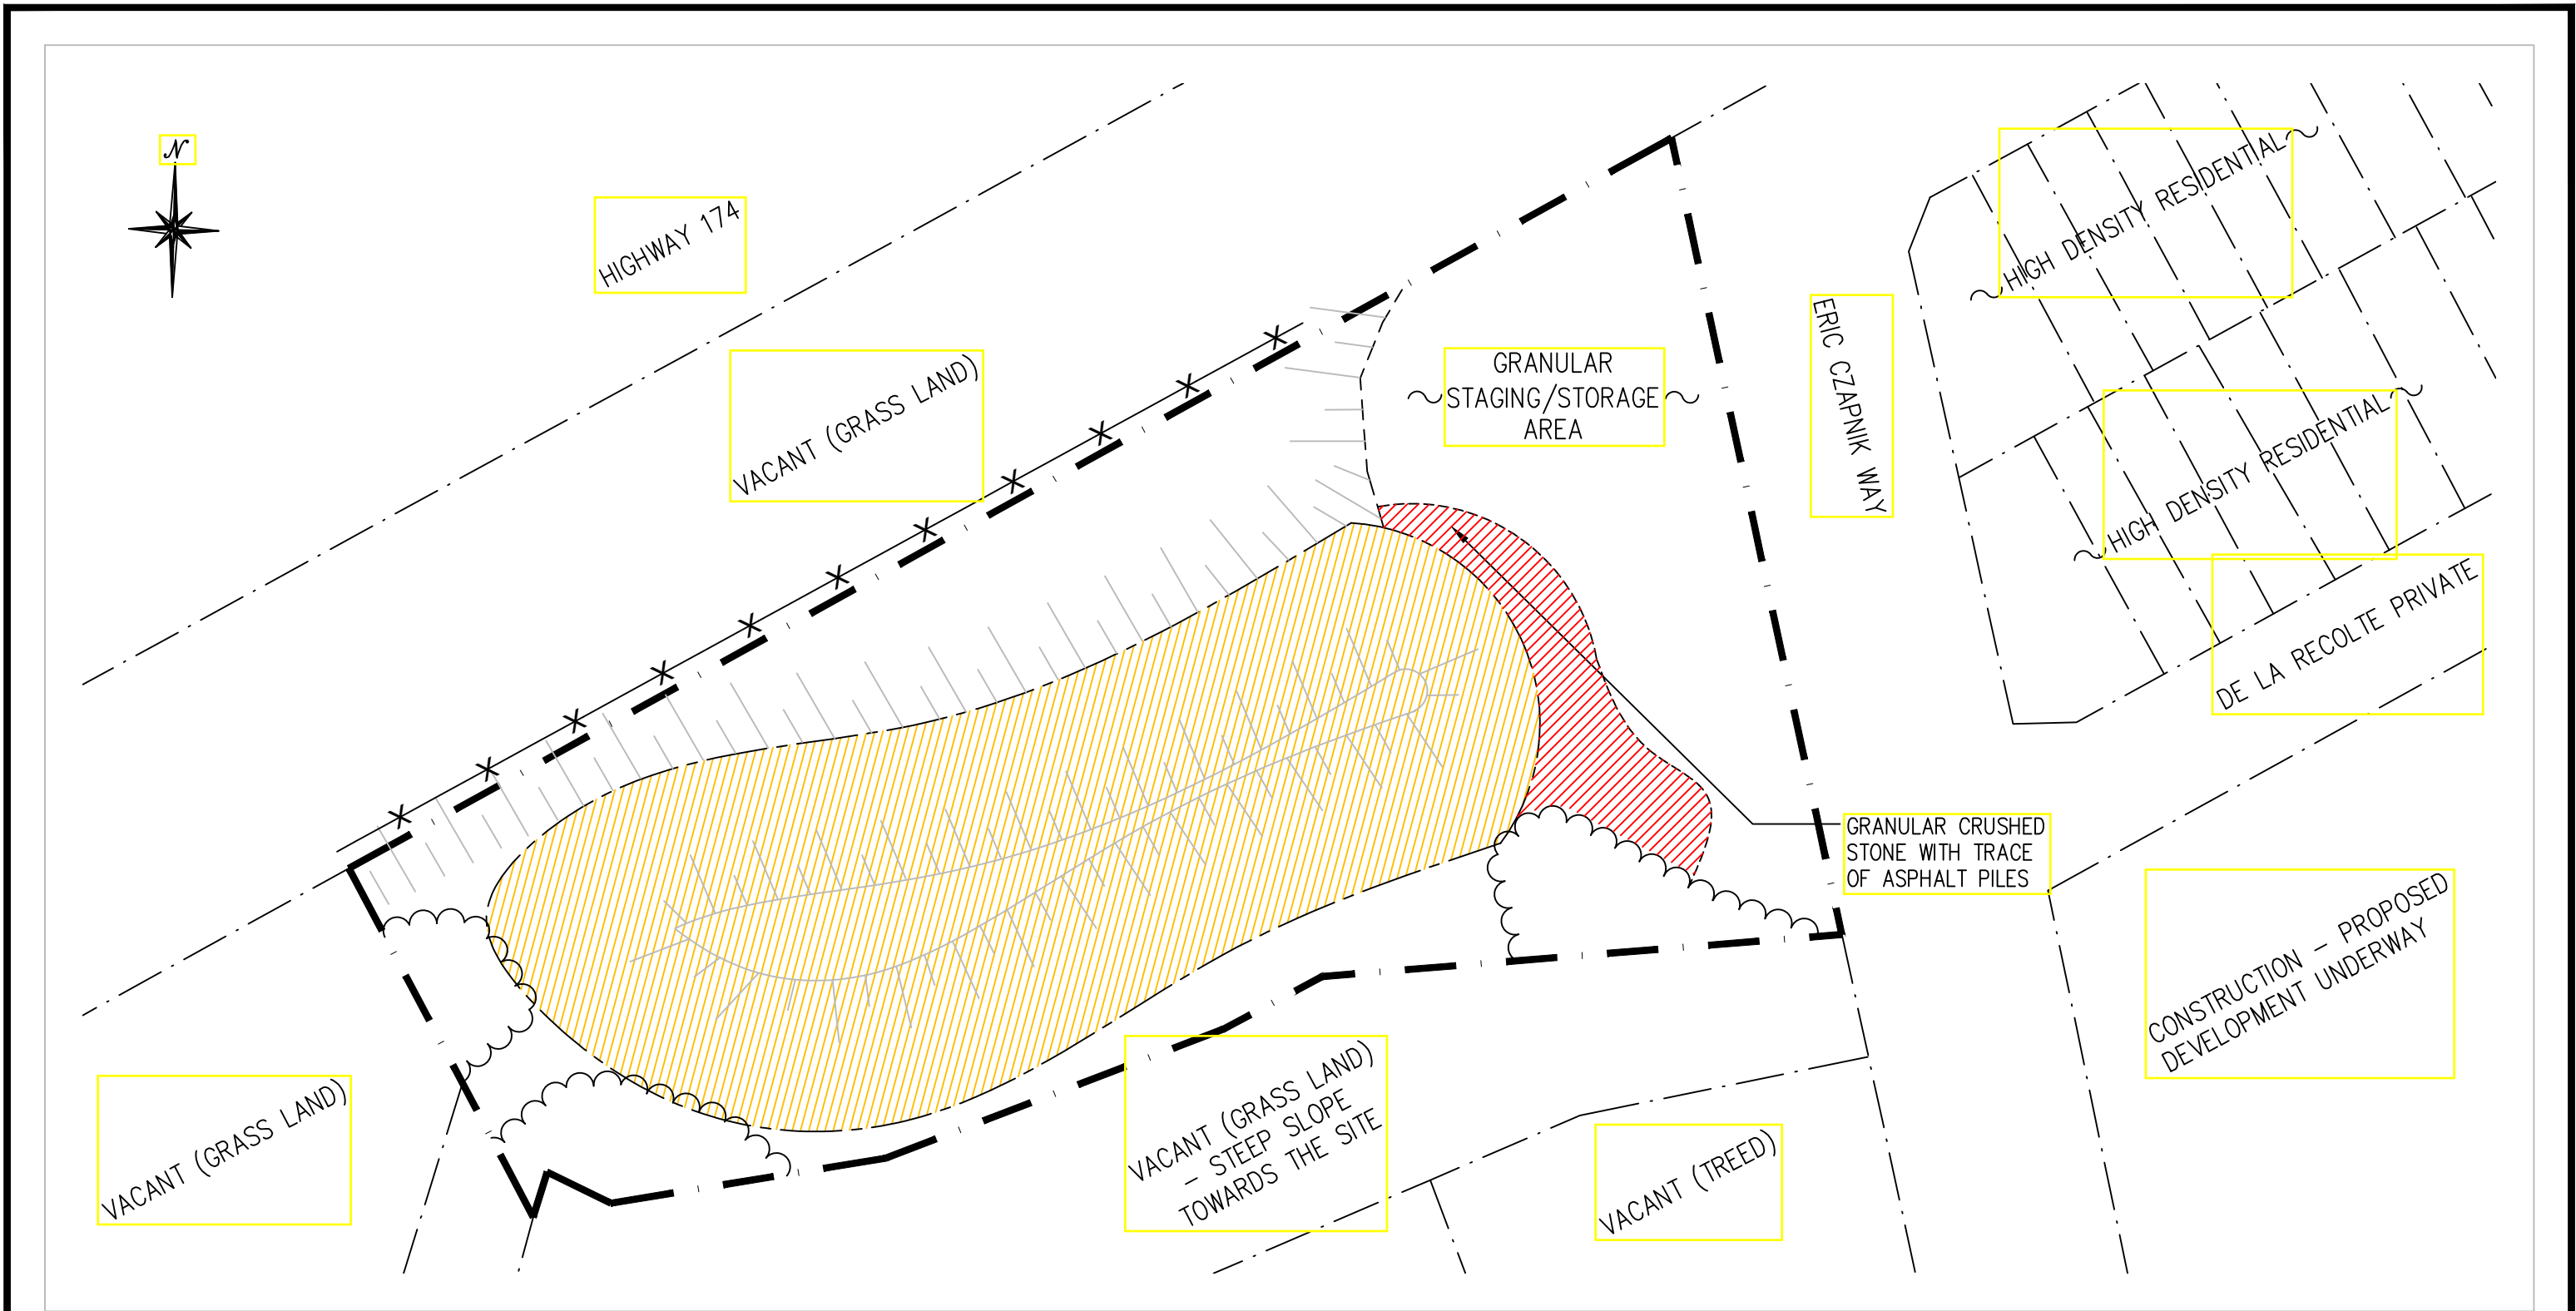 N
HIGHWAY 174
HIGH DENSITY RESIDENTIAL
VACANT (GRASS LAND)
GRANULAR
STAGING/STORAGE
AREA
ERIC CZAPNIK WAY
HIGH DENSITY RESIDENTIAL
DE LA RECOLTE PRIVATE
GRANULAR CRUSHED
STONE WITH TRACE
OF ASPHALT PILES
CONSTRUCTION – PROPOSED
DEVELOPMENT UNDERWAY
VACANT (GRASS LAND)
VACANT (GRASS LAND)
– STEEP SLOPE
TOWARDS THE SITE
VACANT (TREED)